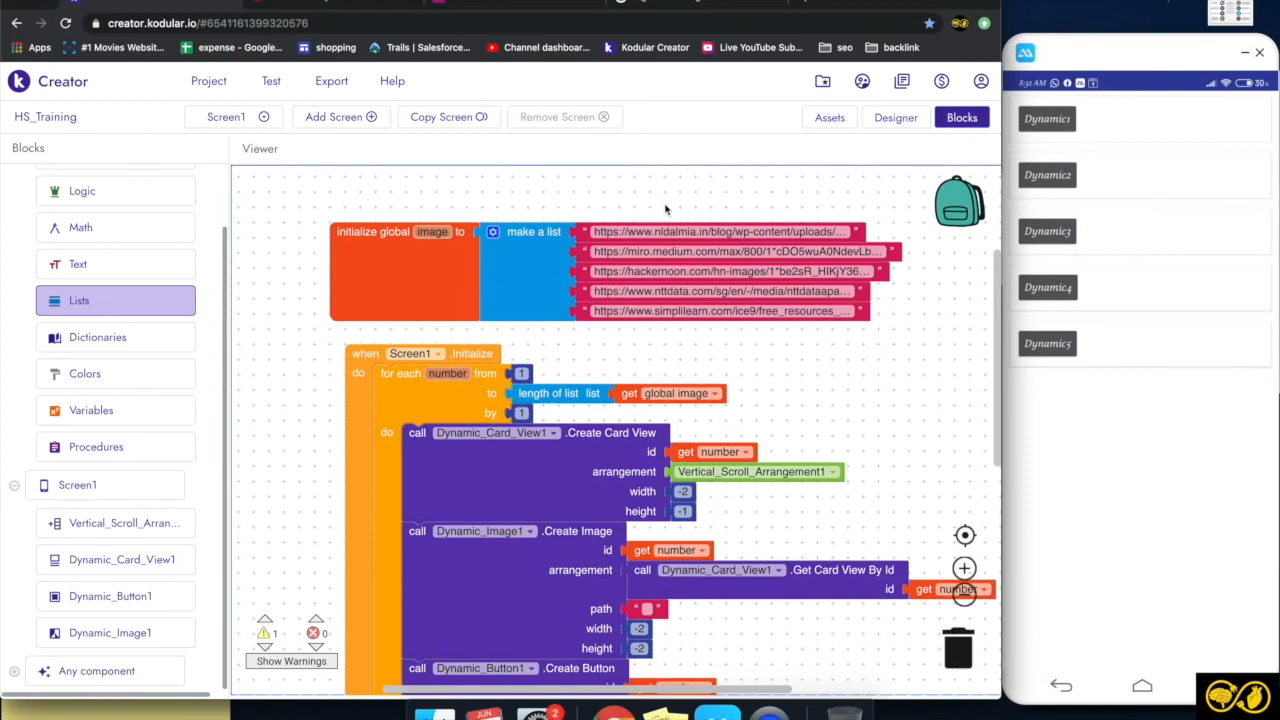 creator.kodular.io/#6541161399320576
Apps
#1 Movies Websit...
expense - Google...
shopping
Trails | Salesforc...
Channel dashboar...
Kodular Creator
Live YouTube Sub...
seo
backlink
Creator
Project
Test
Export
Help
HS_Training
Screen1
Add Screen
Copy Screen
Remove Screen
Assets
Designer
Blocks
Blocks
Viewer
Logic
Math
Text
Lists
Dictionaries
Colors
Variables
Procedures
Screen1
Vertical_Scroll_Arran...
Dynamic_Card_View1
Dynamic_Button1
Dynamic_Image1
Any component
initialize global image to
make a list
“ https://www.nldalmia.in/blog/wp-content/uploads/... ”
“ https://miro.medium.com/max/800/1*cDO5wuA0NdevLb... ”
“ https://hackernoon.com/hn-images/1*be2sR_HIKjY36... ”
“ https://www.nttdata.com/sg/en/-/media/nttdataapa... ”
“ https://www.simplilearn.com/ice9/free_resources_... ”
when Screen1 .Initialize
do for each number from 1
to length of list list get global image
by 1
do call Dynamic_Card_View1 .Create Card View
id get number
arrangement Vertical_Scroll_Arrangement1
width -2
height -1
call Dynamic_Image1 .Create Image
id get number
arrangement call Dynamic_Card_View1 .Get Card View By Id
id get number
path “ ”
width -2
height -2
call Dynamic_Button1 .Create Button
1
0
Show Warnings
8:32 AM
30%
Dynamic1
Dynamic2
Dynamic3
Dynamic4
Dynamic5
JUN
2